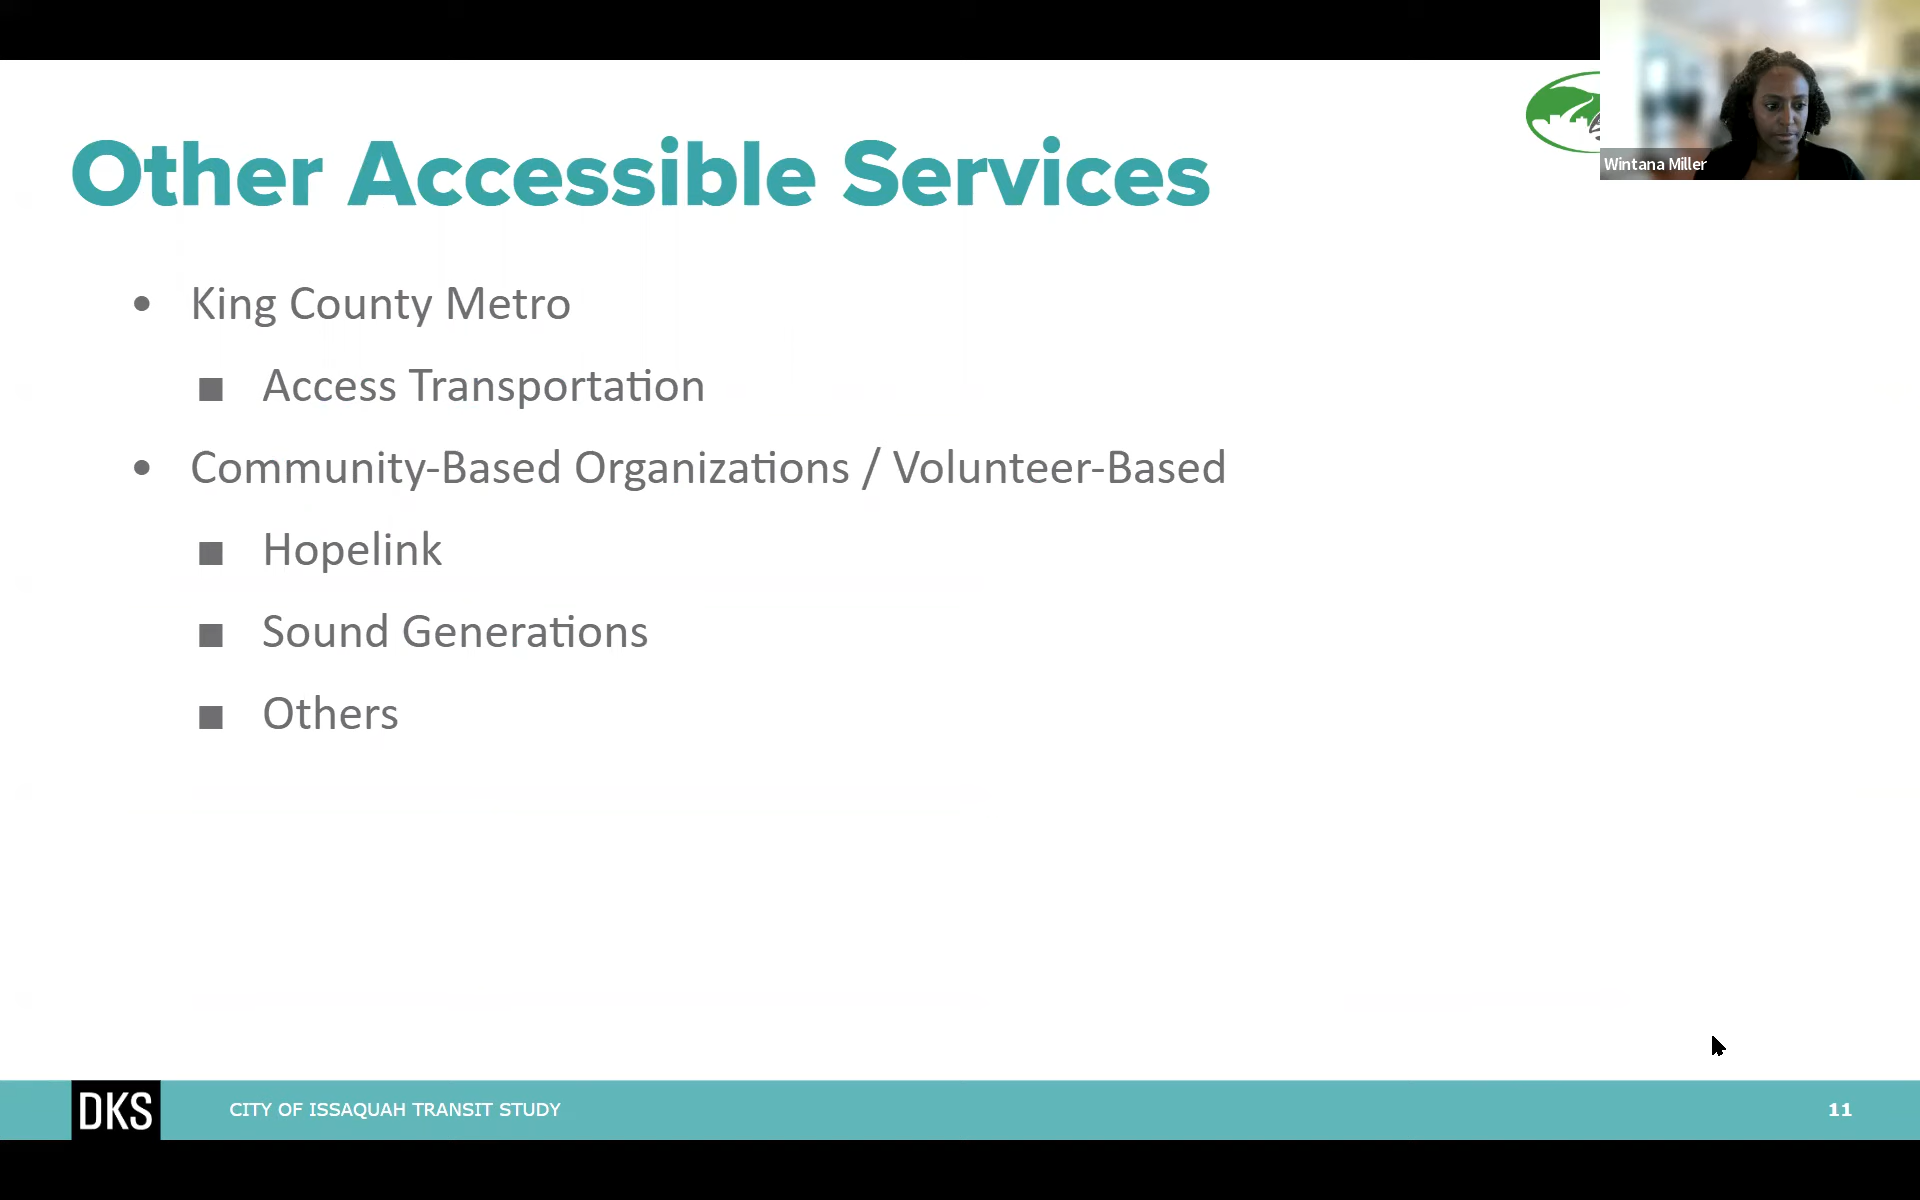 Wintana Miller
Other Accessible Services
• King County Metro
■ Access Transportation
• Community-Based Organizations / Volunteer-Based
■ Hopelink
■ Sound Generations
■ Others
DKS
CITY OF ISSAQUAH TRANSIT STUDY
11